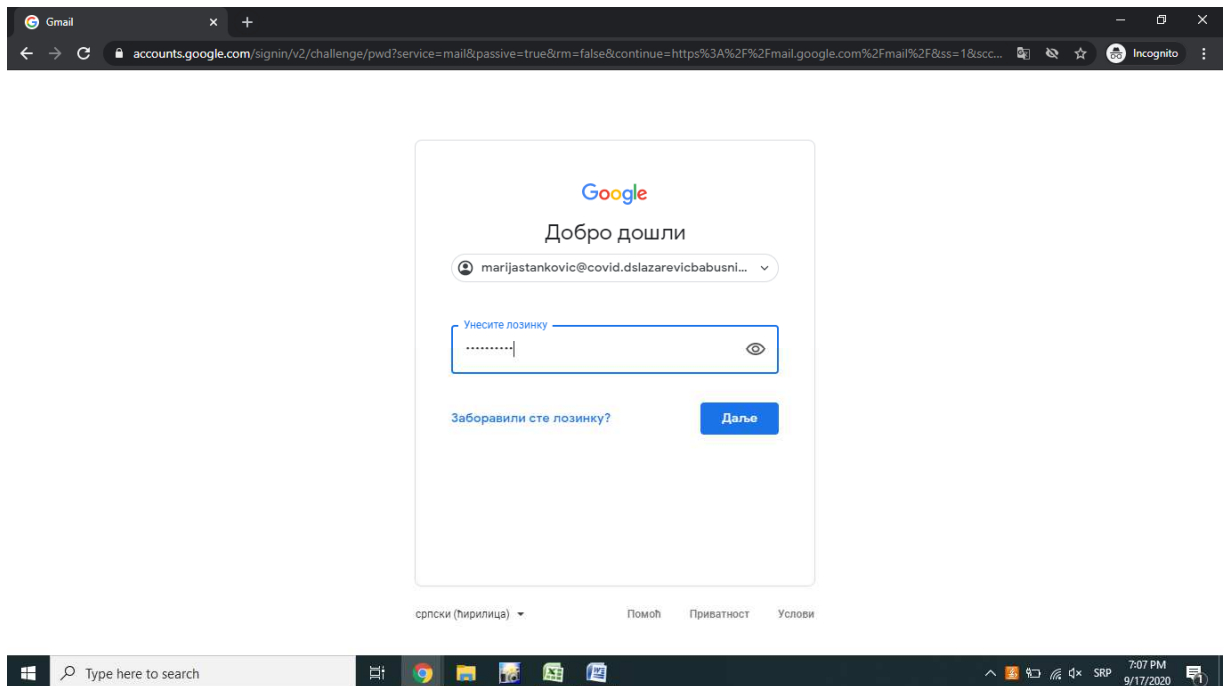 Gmail
accounts.google.com/signin/v2/challenge/pwd?service=mail&passive=true&rm=false&continue=https%3A%2F%2Fmail.google.com%2Fmail%2F&ss=1&scc... Incognito
Google
Добро дошли
marijastankovic@covid.dslazarevicbabusni...
Унесите лозинку
Заборавили сте лозинку? Даље
српски (ћирилица) Помоћ Приватност Услови
Type here to search SRP 7:07 PM
9/17/2020